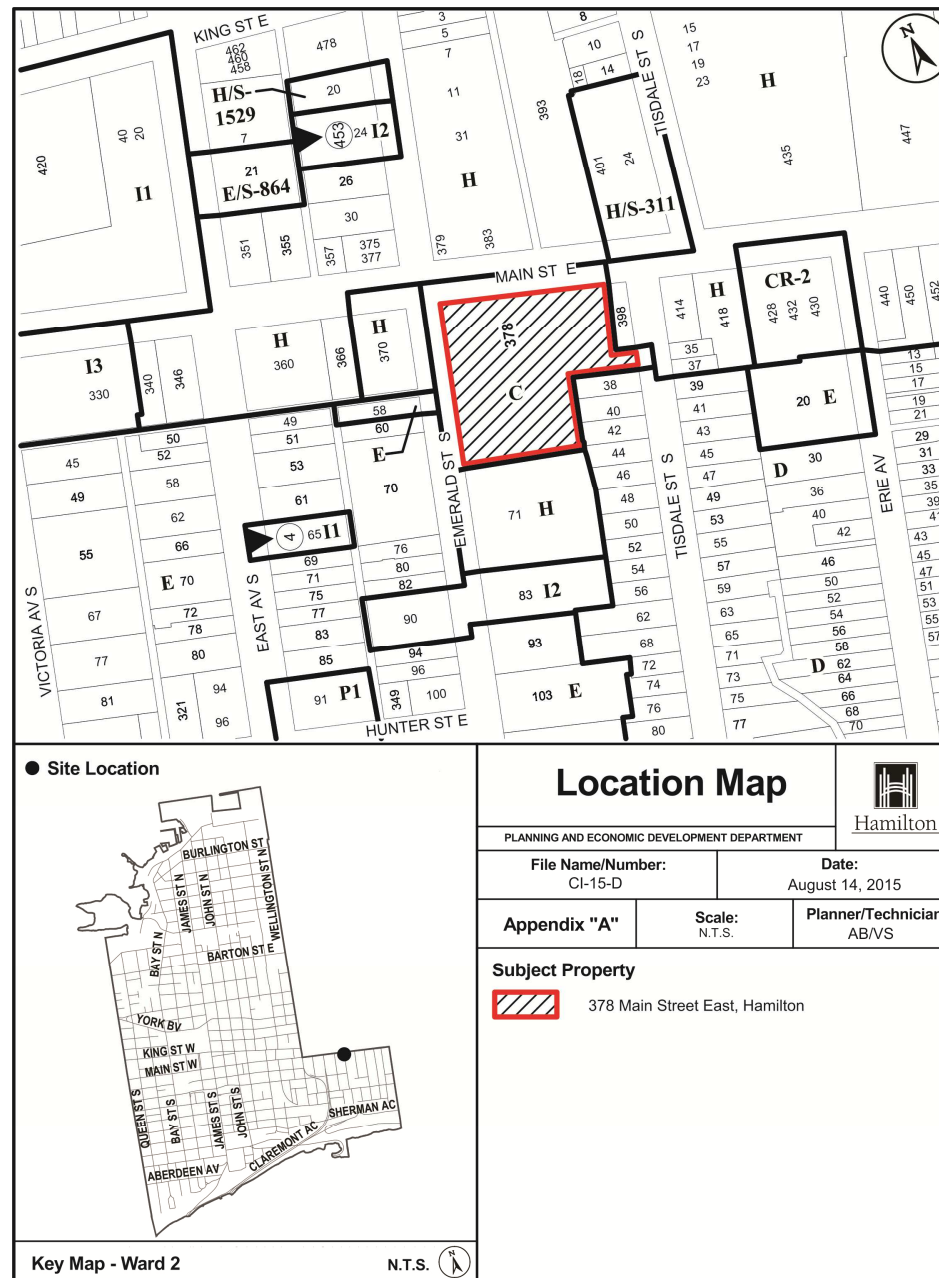 KING ST E
462
460
458
478
3
5
7
8
10
18
14
15
17
19
23
N
H/S-
1529
20
453
24
I2
7
11
393
TISDALE ST S
H
40
20
420
I1
21
E/S-864
26
31
H
401
24
435
447
30
H/S-311
351
355
357
375
377
379
383
MAIN ST E
CR-2
H
H
H
378
398
414
418
428
432
430
440
450
452
I3
330
340
346
360
366
370
35
37
13
15
17
19
21
C
58
60
E
38
39
20
E
45
50
52
49
51
53
40
42
41
43
D
30
29
31
33
35
39
41
49
58
61
70
EMERALD ST S
44
46
48
45
47
49
36
40
42
ERIE AV
62
4
65
I1
71
H
50
52
TISDALE ST S
53
55
43
45
47
55
66
69
71
75
77
76
80
82
54
56
57
59
46
50
52
54
56
58
51
53
55
57
E
70
83
I2
67
72
78
EAST AV S
90
62
63
VICTORIA AV S
77
80
83
85
94
96
93
68
72
65
71
D
62
64
81
321
94
96
91
P1
349
100
103
E
74
76
80
73
75
77
66
68
70
HUNTER ST E
Site Location
BURLINGTON ST
JAMES ST N
JOHN ST N
WELLINGTON ST N
BAY ST N
BARTON ST E
YORK BV
KING ST W
MAIN ST W
QUEEN ST S
BAY ST S
JAMES ST S
JOHN ST S
SHERMAN AC
CLAREMONT AC
ABERDEEN AV
Key Map - Ward 2
N.T.S.
N
Location Map
Hamilton
PLANNING AND ECONOMIC DEVELOPMENT DEPARTMENT
File Name/Number:
CI-15-D
Date:
August 14, 2015
Appendix "A"
Scale:
N.T.S.
Planner/Technician
AB/VS
Subject Property
378 Main Street East, Hamilton